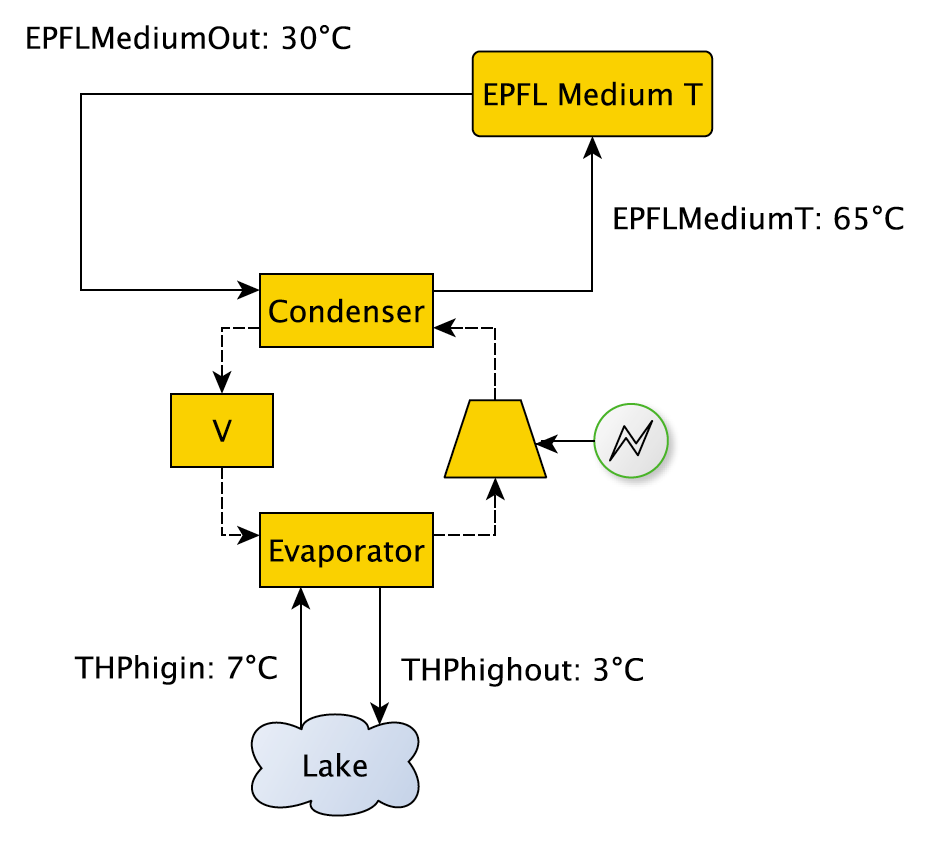 EPFLMediumOut: 30°C
EPFL Medium T
EPFLMediumT: 65°C
Condenser
V
Evaporator
THPhigin: 7°C
THPhighout: 3°C
Lake